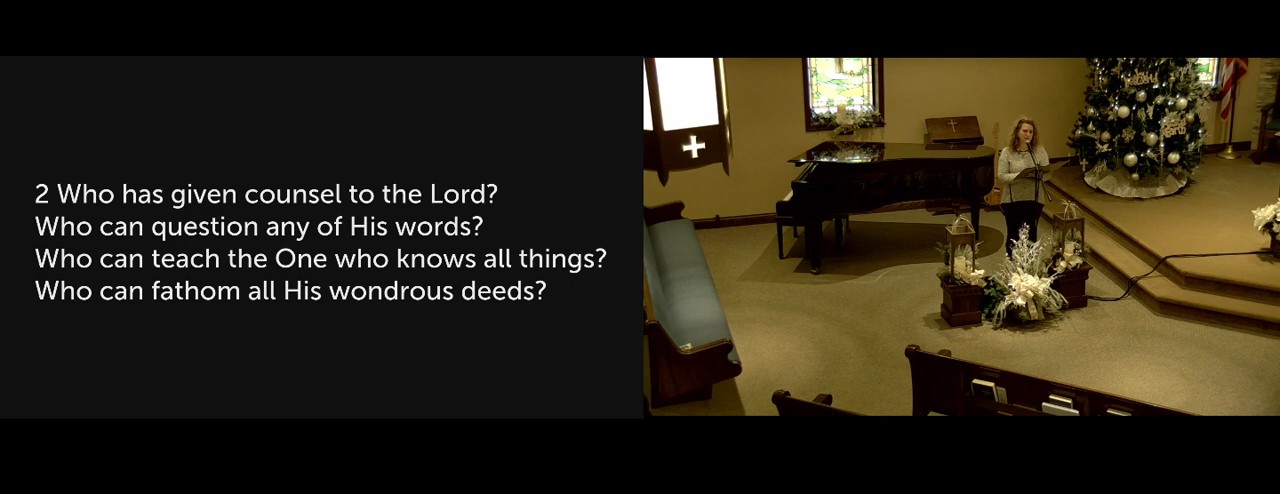 2 Who has given counsel to the Lord?
Who can question any of His words?
Who can teach the One who knows all things?
Who can fathom all His wondrous deeds?